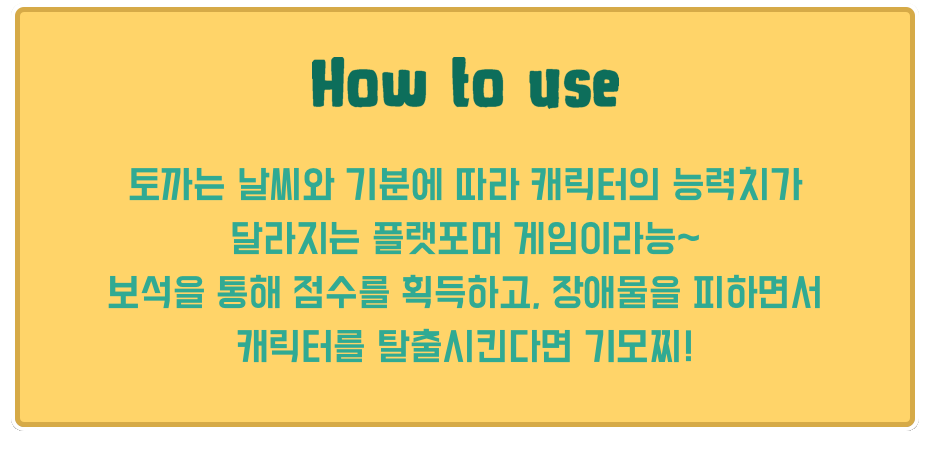 How to use
토까는 날씨와 기분에 따라 캐릭터의 능력치가
달라지는 플랫포머 게임이라능~
보석을 통해 점수를 획득하고, 장애물을 피하면서
캐릭터를 탈출시킨다면 기모찌!